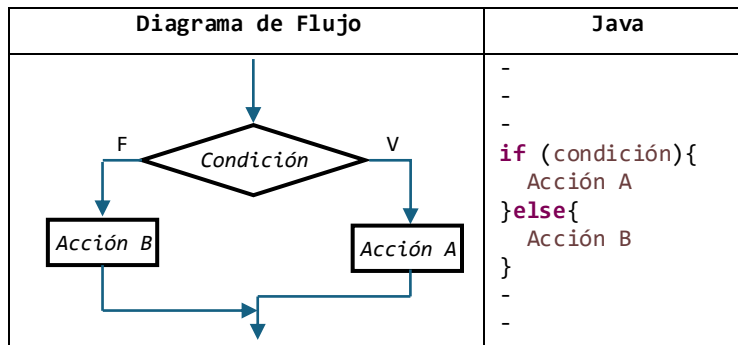 Diagrama de Flujo
Java
F
V
Condición
Acción B
Acción A
-
-
-
if (condición){
  Acción A
}else{
  Acción B
}
-
-